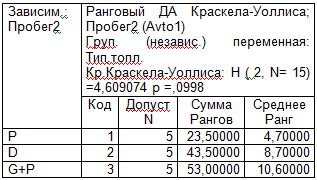 Зависим.: Пробег2
Ранговый ДА Краскела-Уоллиса;
Пробег2 (Avto1)
Груп. (независ.) переменная:
Тип.топл.
Кр.Краскела-Уоллиса: H ( 2, N= 15)
=4,609074 p =,0998
Код Допуст N Сумма Рангов Среднее Ранг
P 1 5 23,50000 4,70000
D 2 5 43,50000 8,70000
G+P 3 5 53,00000 10,60000